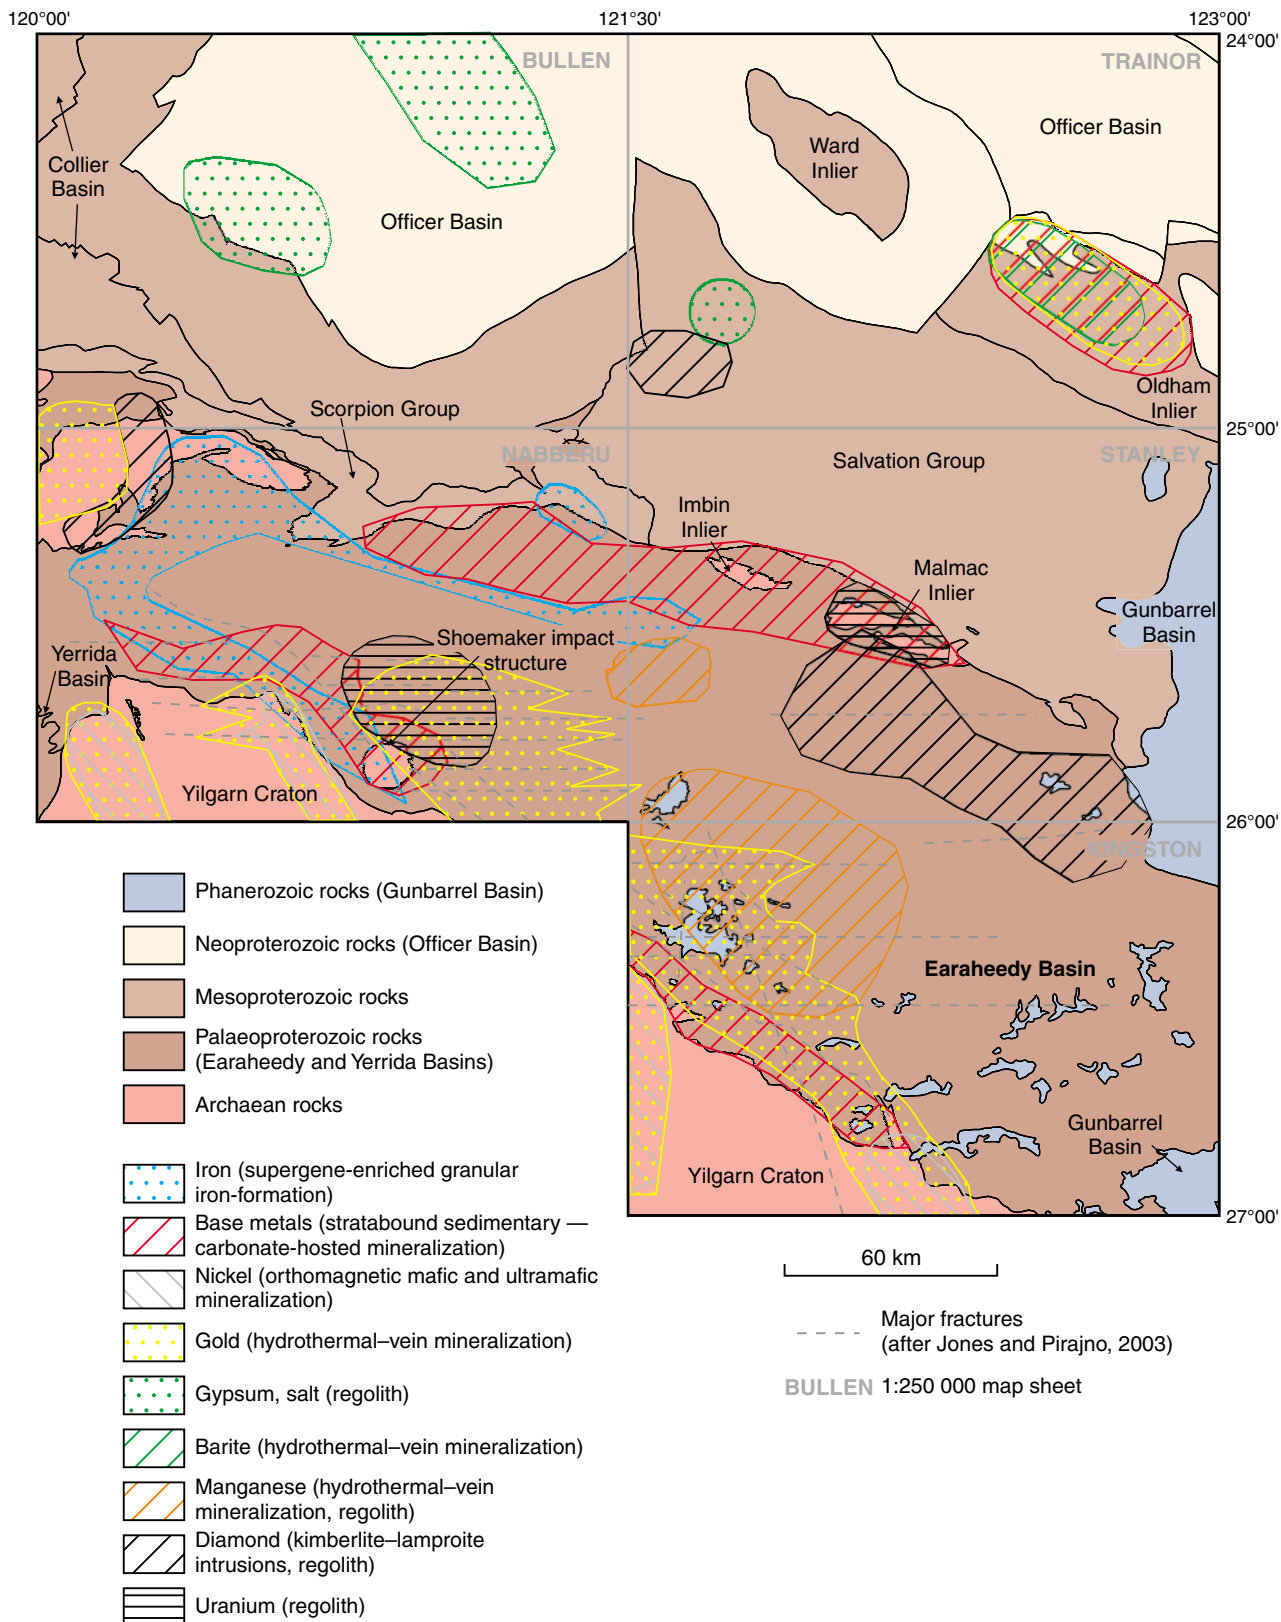 120°00'
121°30'
123°00'
24°00'
BULLEN
TRAINOR
Officer Basin
Ward
Inlier
Collier
Basin
Officer Basin
Oldham
Inlier
Scorpion Group
25°00'
NABBERU
STANLEY
Salvation Group
Imbin
Inlier
Malmac
Inlier
Gunbarrel
Basin
Shoemaker impact
structure
Yerrida
Basin
Yilgarn Craton
26°00'
KINGSTON
Earaheedy Basin
Gunbarrel
Basin
Yilgarn Craton
27°00'
Phanerozoic rocks (Gunbarrel Basin)
Neoproterozoic rocks (Officer Basin)
Mesoproterozoic rocks
Palaeoproterozoic rocks
(Earaheedy and Yerrida Basins)
Archaean rocks
Iron (supergene-enriched granular
iron-formation)
Base metals (stratabound sedimentary —
carbonate-hosted mineralization)
Nickel (orthomagnetic mafic and ultramafic
mineralization)
Gold (hydrothermal–vein mineralization)
Gypsum, salt (regolith)
Barite (hydrothermal–vein mineralization)
Manganese (hydrothermal–vein
mineralization, regolith)
Diamond (kimberlite–lamproite
intrusions, regolith)
Uranium (regolith)
60 km
Major fractures
(after Jones and Pirajno, 2003)
BULLEN 1:250 000 map sheet